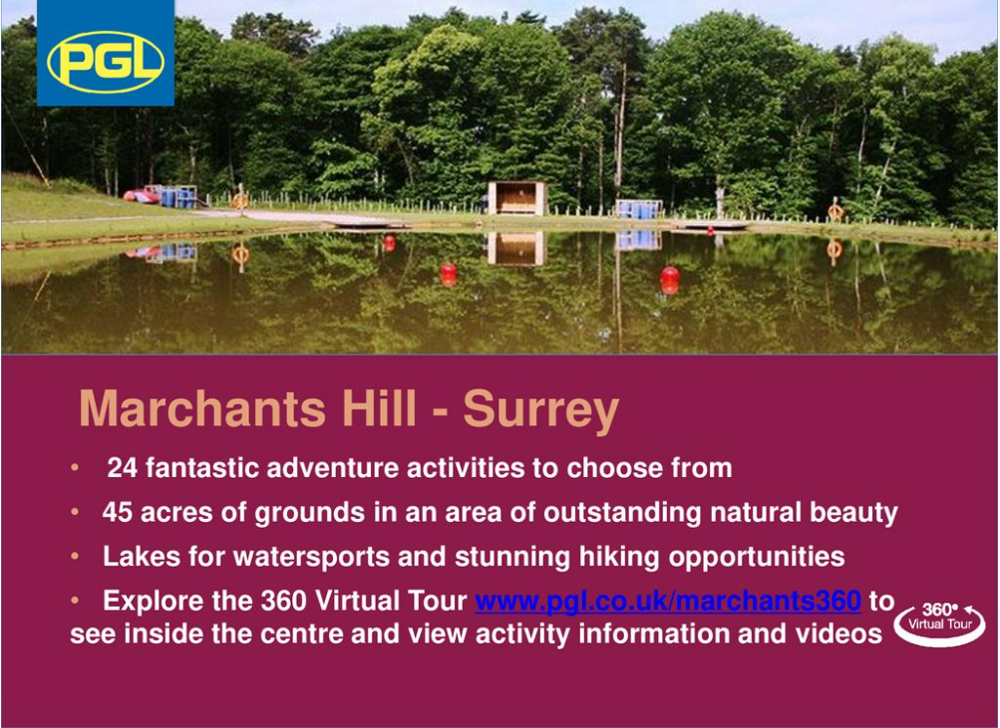 PGL
Marchants Hill - Surrey
• 24 fantastic adventure activities to choose from
• 45 acres of grounds in an area of outstanding natural beauty
• Lakes for watersports and stunning hiking opportunities
• Explore the 360 Virtual Tour www.pgl.co.uk/marchants360 to
see inside the centre and view activity information and videos
360°
Virtual Tour